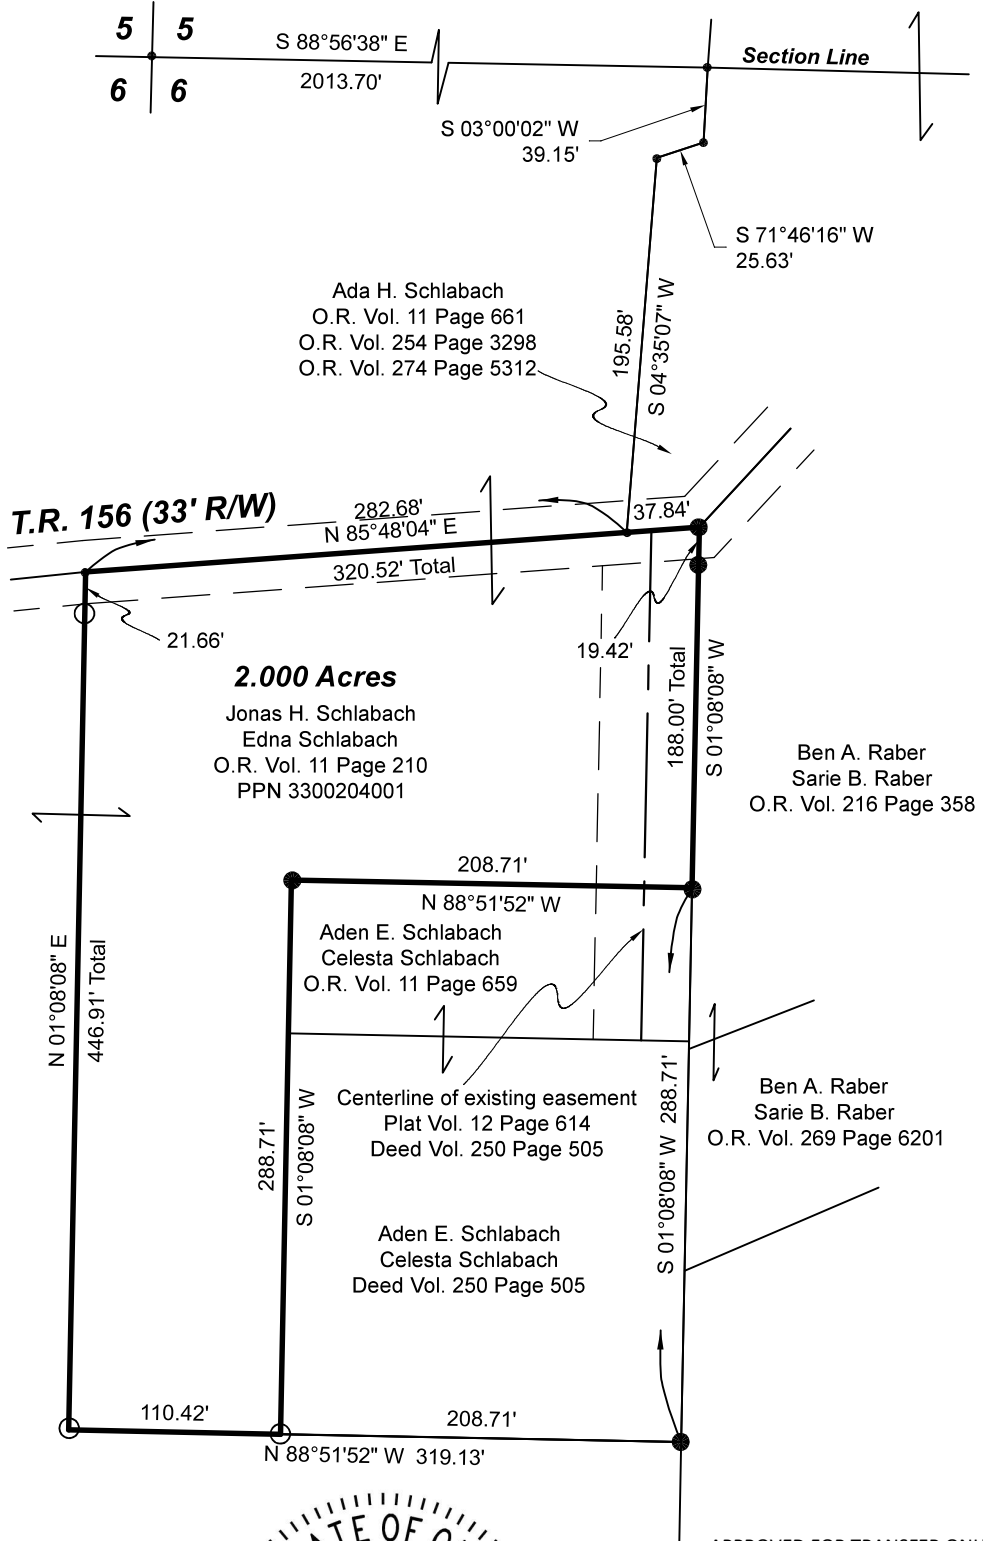 5 5
6 6
S 88°56'38" E
2013.70'
Section Line
S 03°00'02" W
39.15'
S 71°46'16" W
25.63'
Ada H. Schlabach
O.R. Vol. 11 Page 661
O.R. Vol. 254 Page 3298
O.R. Vol. 274 Page 5312
195.58'
S 04°35'07" W
T.R. 156 (33' R/W)
282.68'
N 85°48'04" E
37.84'
320.52' Total
21.66'
19.42'
2.000 Acres
Jonas H. Schlabach
Edna Schlabach
O.R. Vol. 11 Page 210
PPN 3300204001
188.00' Total
S 01°08'08" W
Ben A. Raber
Sarie B. Raber
O.R. Vol. 216 Page 358
208.71'
N 88°51'52" W
Aden E. Schlabach
Celesta Schlabach
O.R. Vol. 11 Page 659
N 01°08'08" E
446.91' Total
Centerline of existing easement
Plat Vol. 12 Page 614
Deed Vol. 250 Page 505
288.71'
S 01°08'08" W
S 01°08'08" W 288.71'
Ben A. Raber
Sarie B. Raber
O.R. Vol. 269 Page 6201
Aden E. Schlabach
Celesta Schlabach
Deed Vol. 250 Page 505
110.42'
208.71'
N 88°51'52" W 319.13'
OF